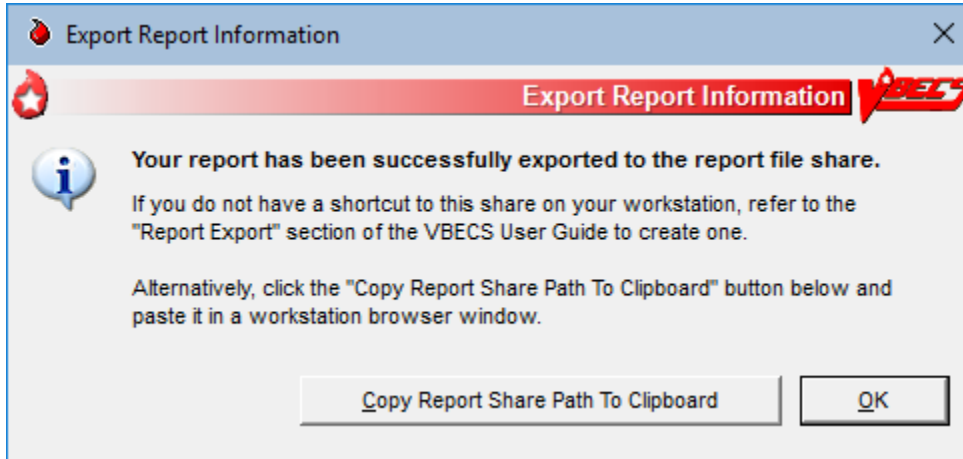 Export Report Information
Export Report Information
VBECS
Your report has been successfully exported to the report file share.
If you do not have a shortcut to this share on your workstation, refer to the
"Report Export" section of the VBECS User Guide to create one.
Alternatively, click the "Copy Report Share Path To Clipboard" button below and
paste it in a workstation browser window.
Copy Report Share Path To Clipboard
OK